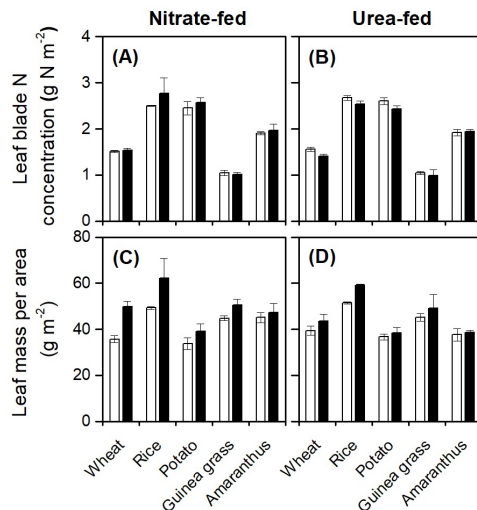 Nitrate-fed Urea-fed
Leaf blade N
concentration (g N m⁻²)
4
3
2
1
0
(A) (B)
Leaf mass per area
(g m⁻²)
80
60
40
20
0
(C) (D)
Wheat
Rice
Potato
Guinea grass
Amaranthus
Wheat
Rice
Potato
Guinea grass
Amaranthus